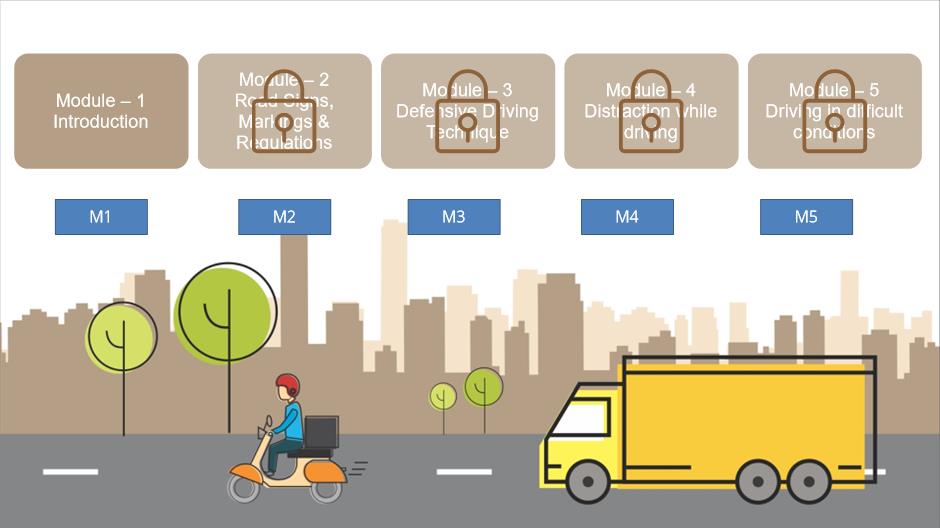 Module – 1
Introduction
Module – 2
Road Signs,
Markings &
Regulations
Module – 3
Defensive Driving
Technique
Module – 4
Distraction while
driving
Module – 5
Driving in difficult
conditions
M1
M2
M3
M4
M5